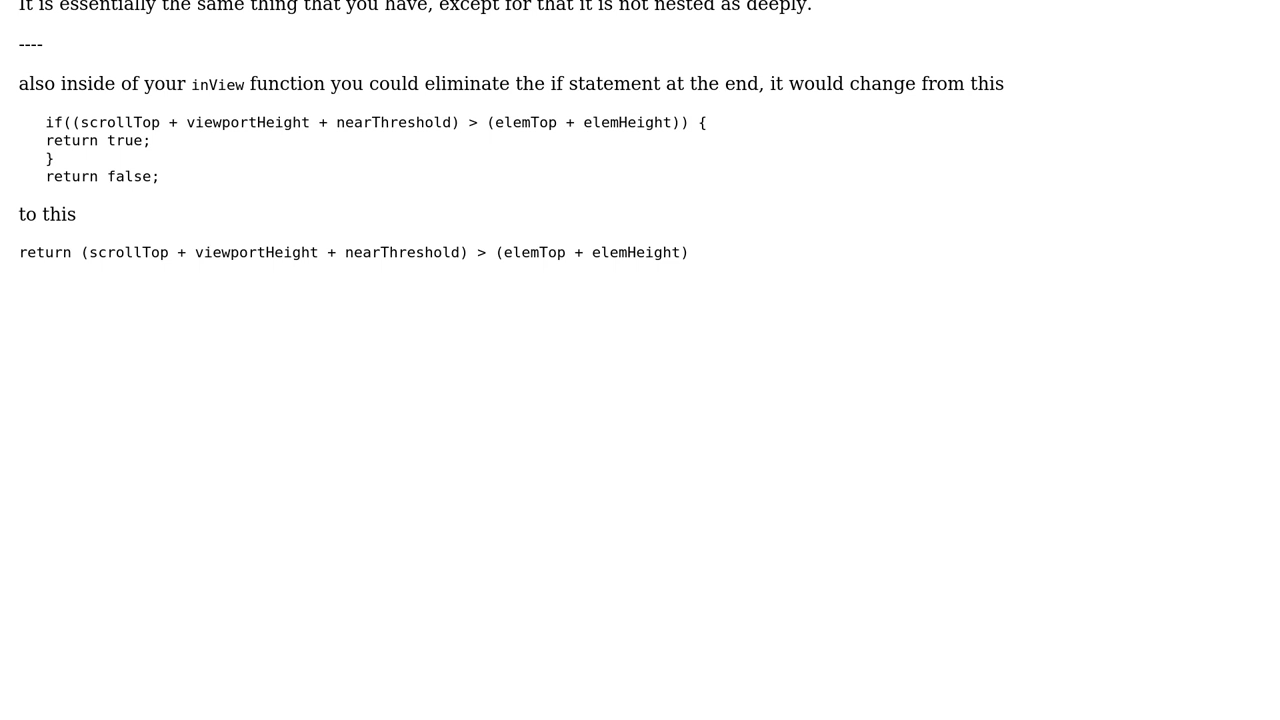 It is essentially the same thing that you have, except for that it is not nested as deeply.
----
also inside of your inView function you could eliminate the if statement at the end, it would change from this
if((scrollTop + viewportHeight + nearThreshold) > (elemTop + elemHeight)) {
return true;
}
return false;
to this
return (scrollTop + viewportHeight + nearThreshold) > (elemTop + elemHeight)